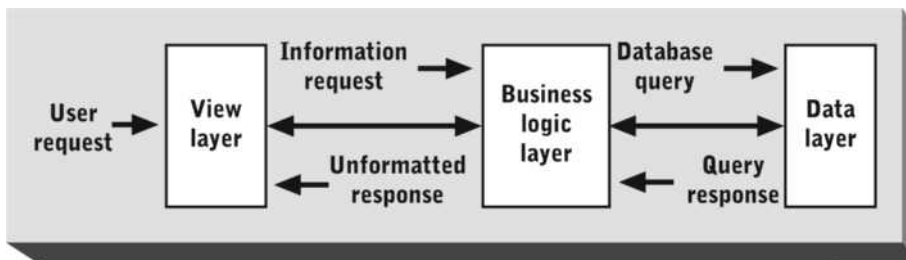 User
request
View
layer
Information
request
Unformatted
response
Business
logic
layer
Database
query
Query
response
Data
layer